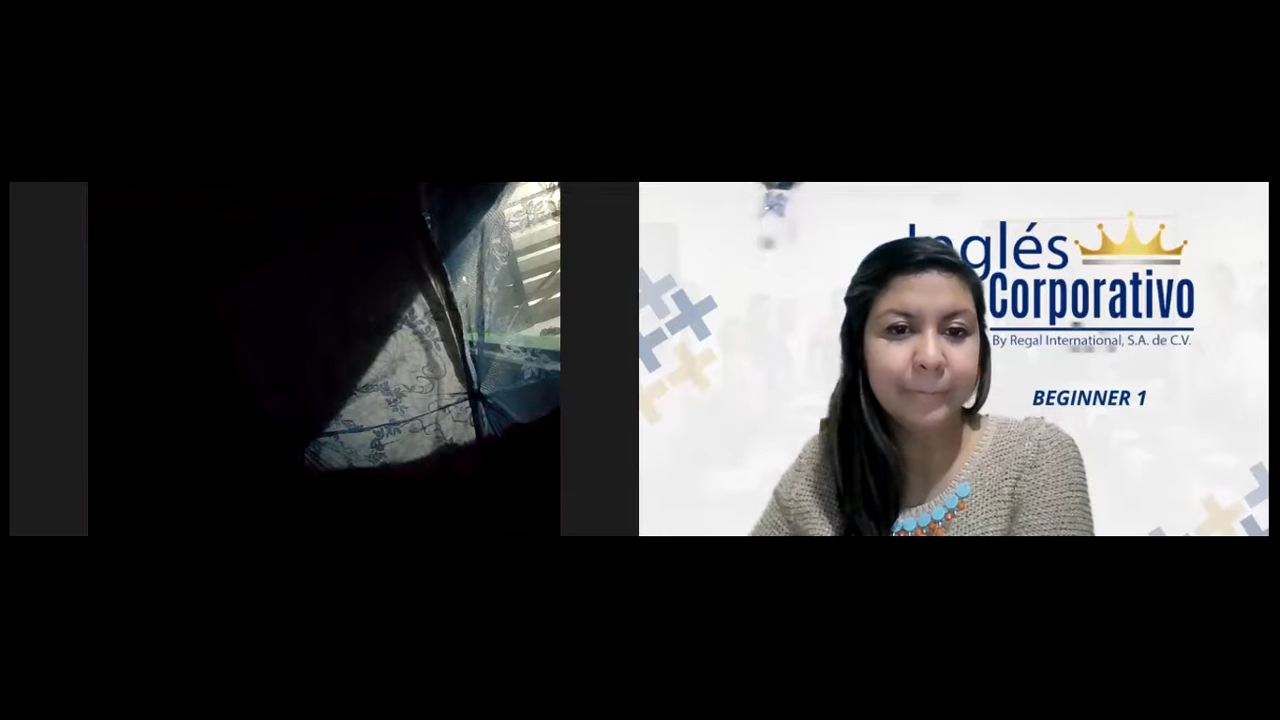 Inglés
Corporativo
By Regal International, S.A. de C.V.
BEGINNER 1